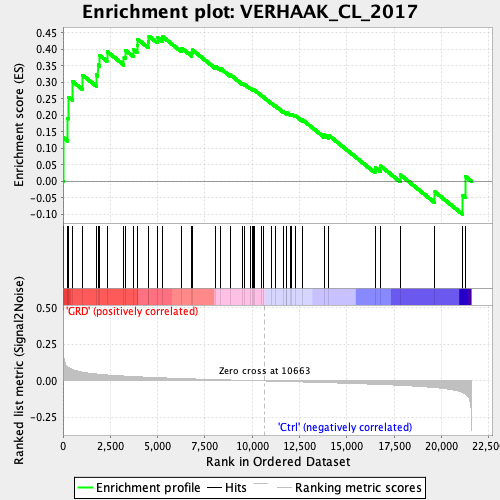 Enrichment plot: VERHAAK_CL_2017
Enrichment score (ES)
0.45
0.40
0.35
0.30
0.25
0.20
0.15
0.10
0.05
0.00
-0.05
-0.10
Ranked list metric (Signal2Noise)
'GRD' (positively correlated)
0.50
0.25
0.00
-0.25
Zero cross at 10663
'Ctrl' (negatively correlated)
0 2,500 5,000 7,500 10,000 12,500 15,000 17,500 20,000 22,500
Rank in Ordered Dataset
Enrichment profile Hits Ranking metric scores